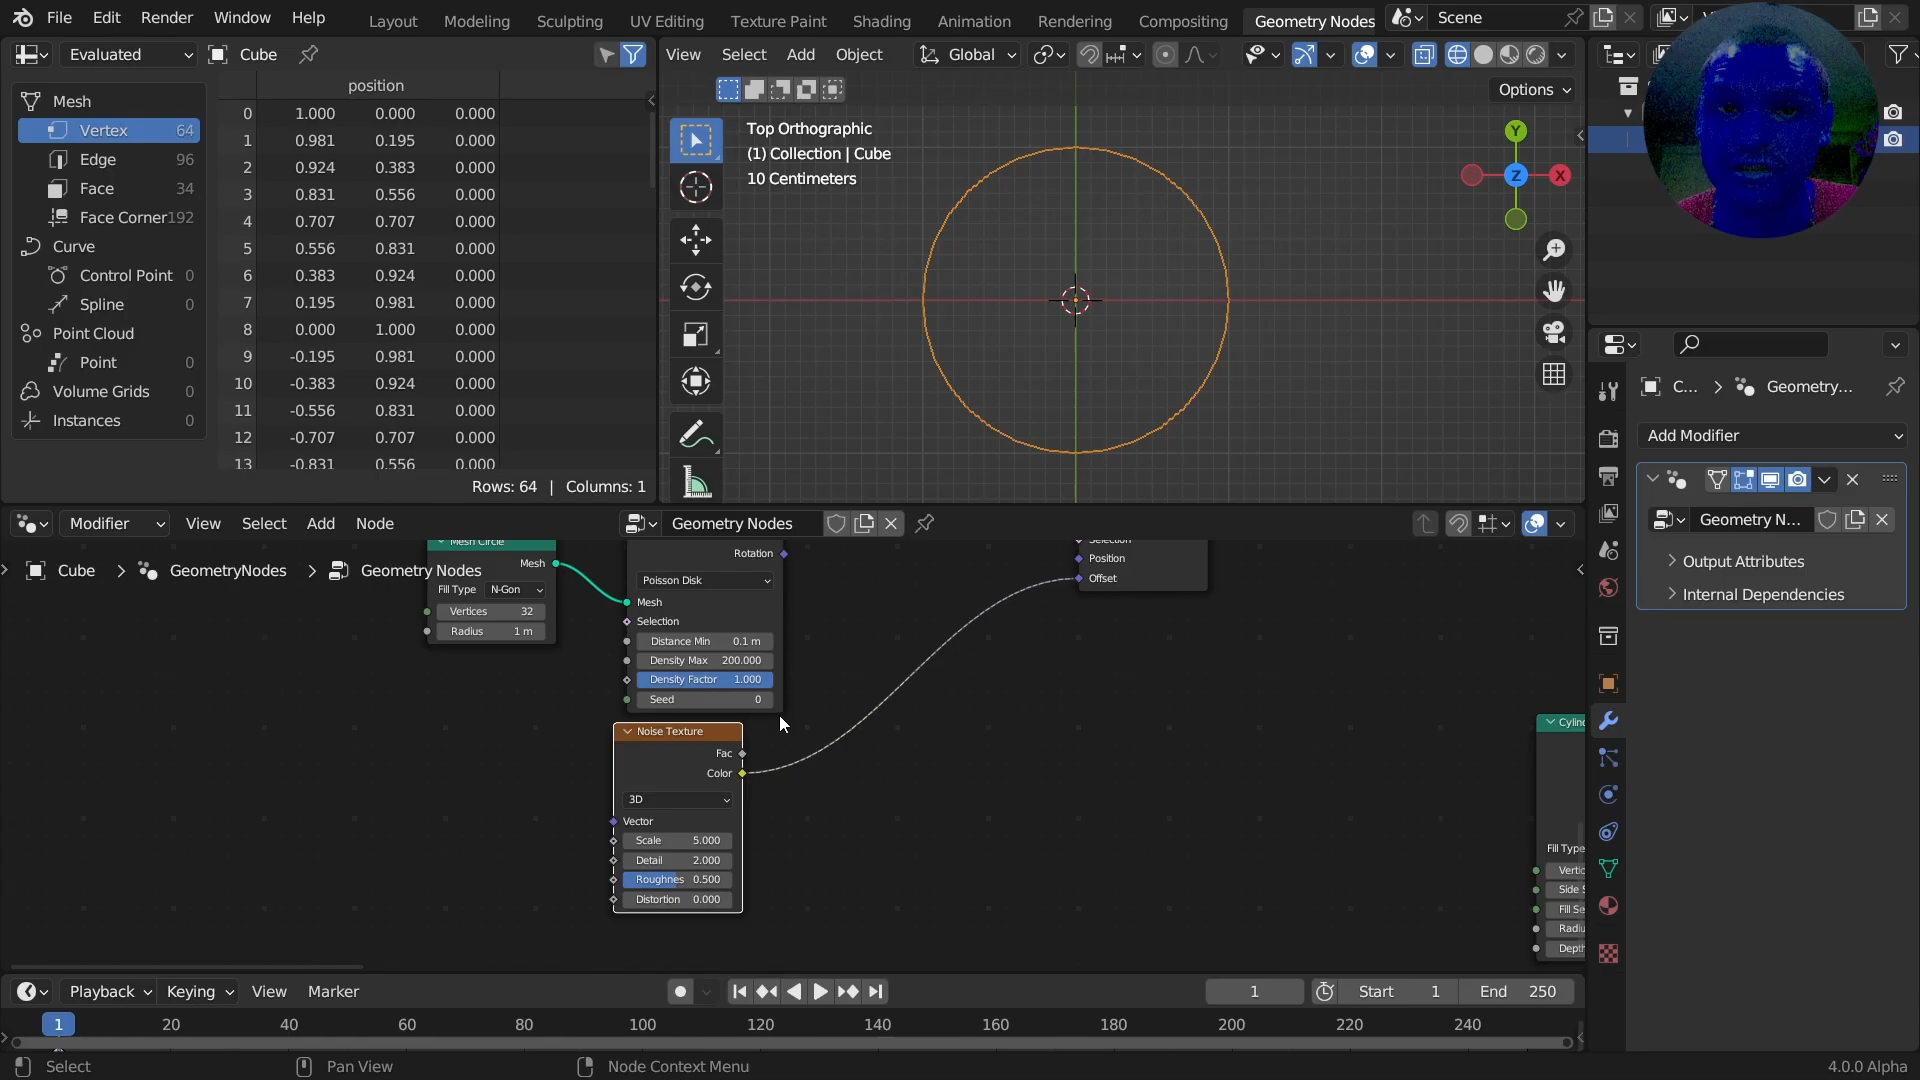 File Edit Render Window Help
Layout Modeling Sculpting UV Editing Texture Paint Shading Animation Rendering Compositing Geometry Nodes
Scene
Evaluated
Cube
View Select Add Object
Global
Options
Mesh
Vertex 64
Edge 96
Face 34
Face Corner 192
Curve
Control Point 0
Spline 0
Point Cloud
Point 0
Volume Grids 0
Instances 0
position
0 1.000 0.000 0.000
1 0.981 0.195 0.000
2 0.924 0.383 0.000
3 0.831 0.556 0.000
4 0.707 0.707 0.000
5 0.556 0.831 0.000
6 0.383 0.924 0.000
7 0.195 0.981 0.000
8 0.000 1.000 0.000
9 -0.195 0.981 0.000
10 -0.383 0.924 0.000
11 -0.556 0.831 0.000
12 -0.707 0.707 0.000
13 -0.831 0.556 0.000
Rows: 64 | Columns: 1
Top Orthographic
(1) Collection | Cube
10 Centimeters
Y
Z
X
C...
Geometry...
Add Modifier
Geometry N...
Output Attributes
Internal Dependencies
Modifier
View Select Add Node
Geometry Nodes
Cube
GeometryNodes
Geometry Nodes
Mesh Circle
Mesh
Fill Type N-Gon
Vertices 32
Radius 1 m
Rotation
Poisson Disk
Mesh
Selection
Distance Min 0.1 m
Density Max 200.000
Density Factor 1.000
Seed 0
Noise Texture
Fac
Color
3D
Vector
Scale 5.000
Detail 2.000
Roughnes 0.500
Distortion 0.000
Selection
Position
Offset
Cylind
Fill Type
Vertic
Side S
Fill Se
Radiu
Depth
Playback Keying View Marker
1
Start 1
End 250
1 20 40 60 80 100 120 140 160 180 200 220 240
Select
Pan View
Node Context Menu
4.0.0 Alpha